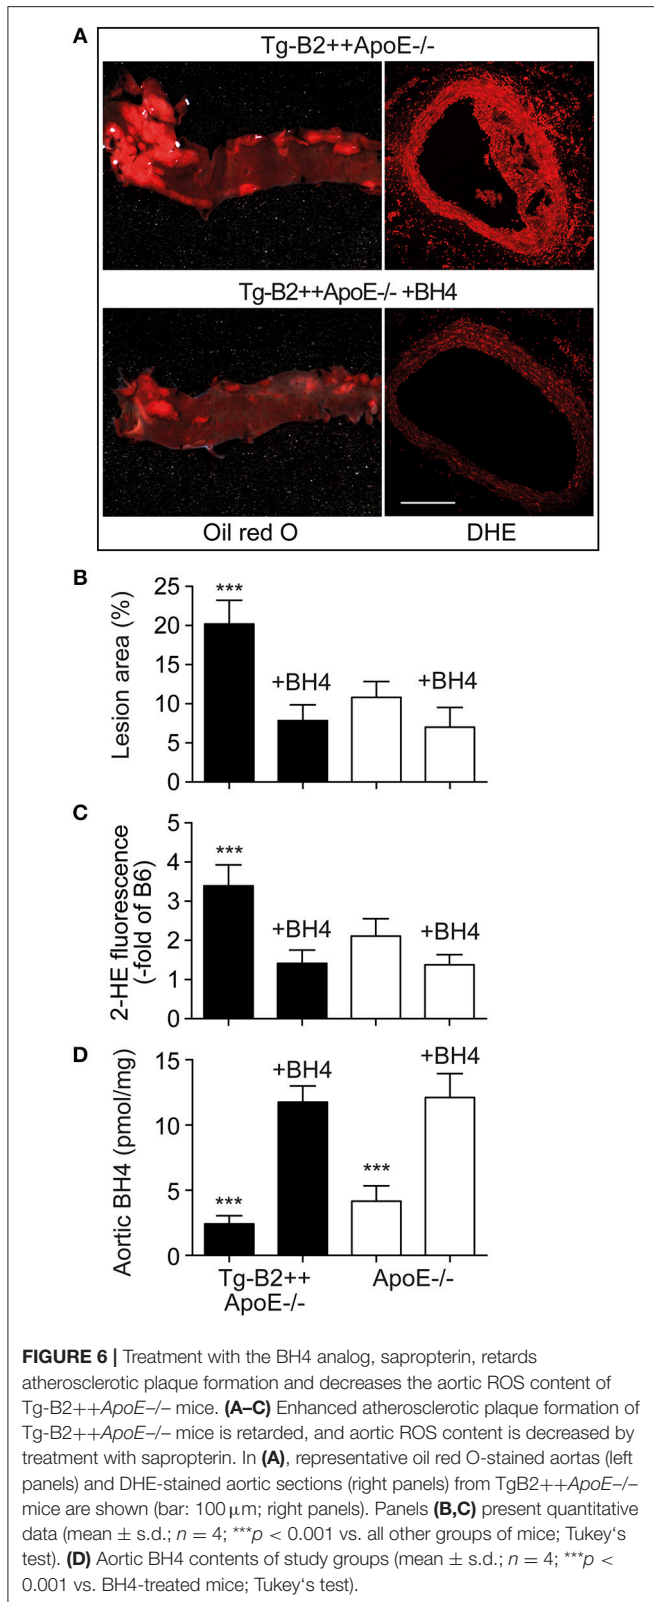 A
Tg-B2++ApoE-/-
Tg-B2++ApoE-/- +BH4
Oil red O
DHE
B
Lesion area (%)
25
20
15
10
5
0
***
+BH4
+BH4
C
2-HE fluorescence
(-fold of B6)
5
4
3
2
1
0
***
+BH4
+BH4
D
Aortic BH4 (pmol/mg)
15
10
5
0
***
+BH4
***
+BH4
Tg-B2++
ApoE-/-
ApoE-/-
FIGURE 6 | Treatment with the BH4 analog, sapropterin, retards
atherosclerotic plaque formation and decreases the aortic ROS content of
Tg-B2++ApoE–/– mice. (A–C) Enhanced atherosclerotic plaque formation of
Tg-B2++ApoE–/– mice is retarded, and aortic ROS content is decreased by
treatment with sapropterin. In (A), representative oil red O-stained aortas (left
panels) and DHE-stained aortic sections (right panels) from TgB2++ApoE–/–
mice are shown (bar: 100 μm; right panels). Panels (B,C) present quantitative
data (mean ± s.d.; n = 4; ***p < 0.001 vs. all other groups of mice; Tukey‘s
test). (D) Aortic BH4 contents of study groups (mean ± s.d.; n = 4; ***p <
0.001 vs. BH4-treated mice; Tukey‘s test).